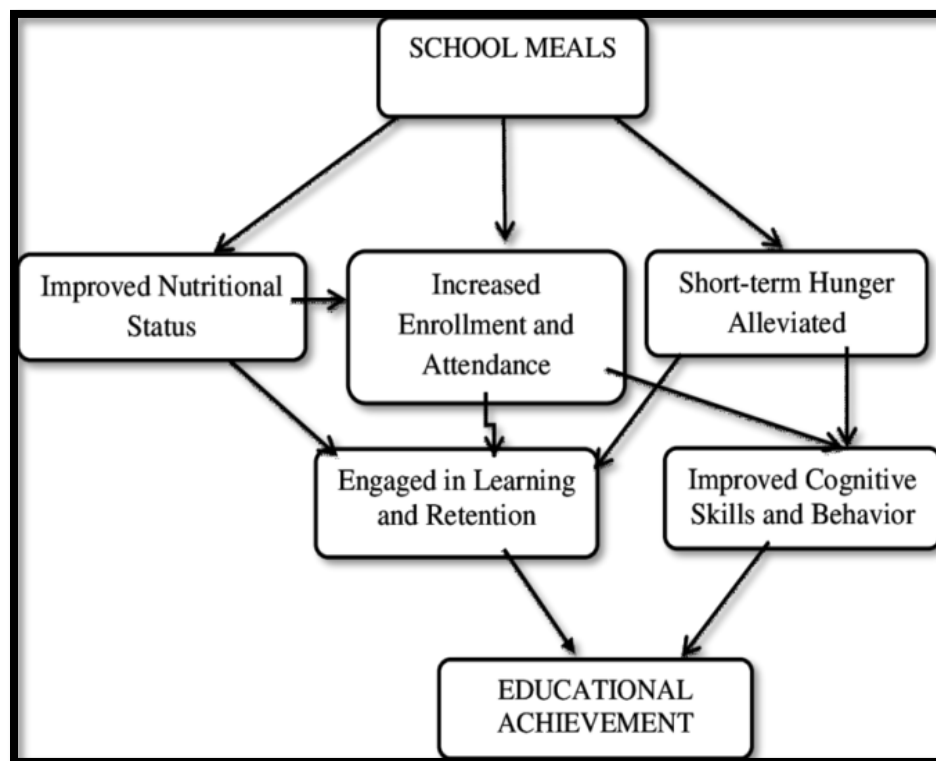 SCHOOL MEALS
Improved Nutritional
Status
Increased
Enrollment and
Attendance
Short-term Hunger
Alleviated
Engaged in Learning
and Retention
Improved Cognitive
Skills and Behavior
EDUCATIONAL
ACHIEVEMENT